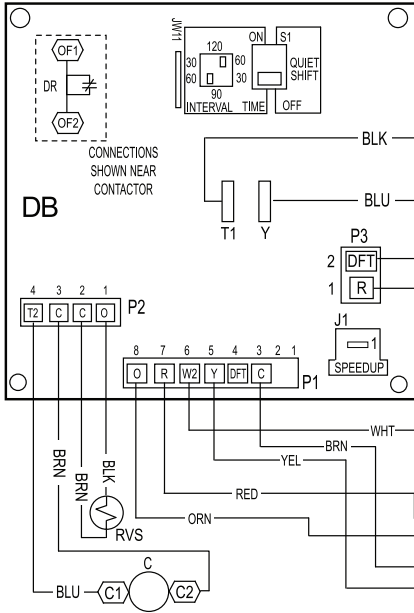 JW11
ON S1
120
30 60
60 30
90
QUIET
SHIFT
INTERVAL TIME OFF
OF1
DR
OF2
CONNECTIONS
SHOWN NEAR
CONTACTOR
BLK
DB
BLU
T1 Y
P3
2 DFT
1 R
4 3 2 1
T2 C C O P2
J1
1
SPEEDUP
8 7 6 5 4 3 2 1
O R W2 Y DFT C P1
WHT
BRN
YEL
BRN
BRN
BLK
RED
ORN
RVS
C
BLU C1 C2